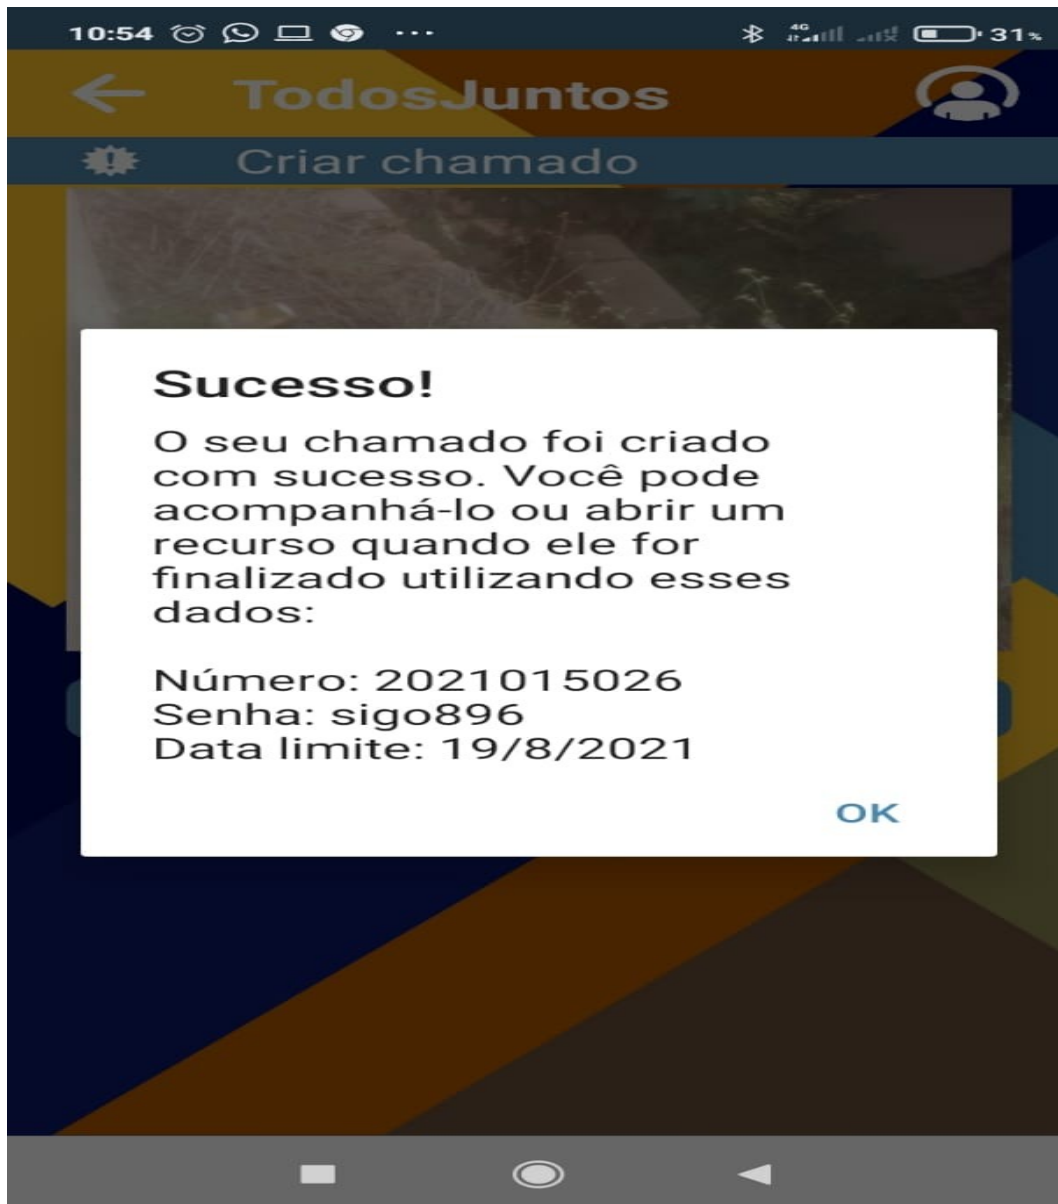 10:54 ... 4G 31%
TodosJuntos
Criar chamado
Sucesso!
O seu chamado foi criado
com sucesso. Você pode
acompanhá-lo ou abrir um
recurso quando ele for
finalizado utilizando esses
dados:
Número: 2021015026
Senha: sigo896
Data limite: 19/8/2021
OK